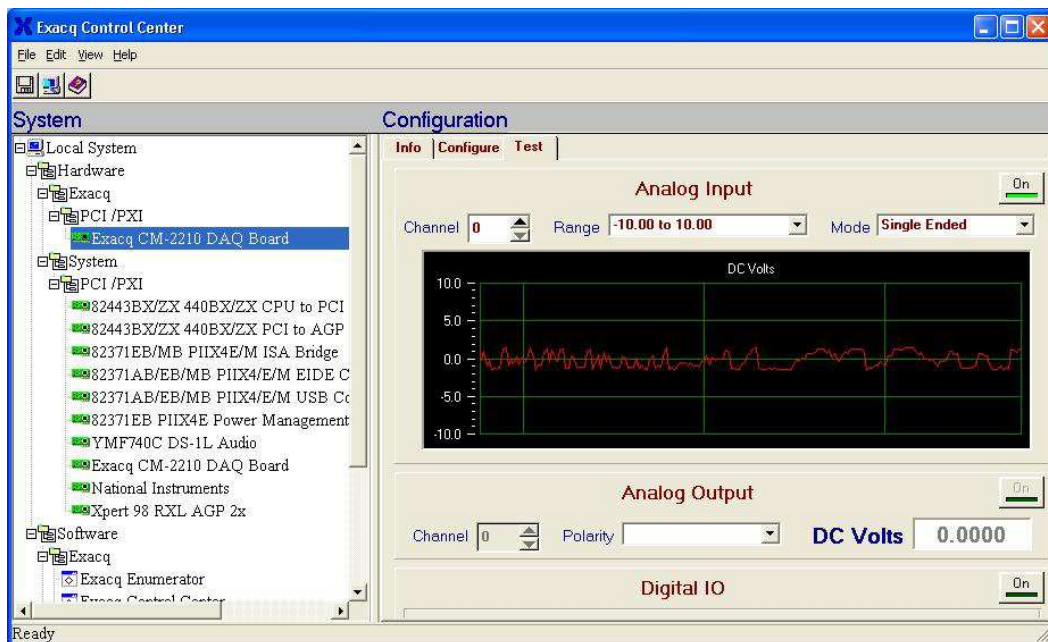 Exacq Control Center
File Edit View Help
System
Configuration
Local System
Hardware
Exacq
PCI /PXI
Exacq CM-2210 DAQ Board
System
PCI /PXI
82443BX/ZX 440BX/ZX CPU to PCI
82443BX/ZX 440BX/ZX PCI to AGP
82371EB/MB PIIX4E/M ISA Bridge
82371AB/EB/MB PIIX4/E/M EIDE C
82371AB/EB/MB PIIX4/E/M USB Co
82371EB PIIX4E Power Management
YMF740C DS-1L Audio
Exacq CM-2210 DAQ Board
National Instruments
Xpert 98 RXL AGP 2x
Software
Exacq
Exacq Enumerator
Exacq Control Center
Info Configure Test
Analog Input
On
Channel 0 Range -10.00 to 10.00 Mode Single Ended
DC Volts
10.0
5.0
0.0
-5.0
-10.0
Analog Output
On
Channel 0 Polarity DC Volts 0.0000
Digital IO
On
Ready